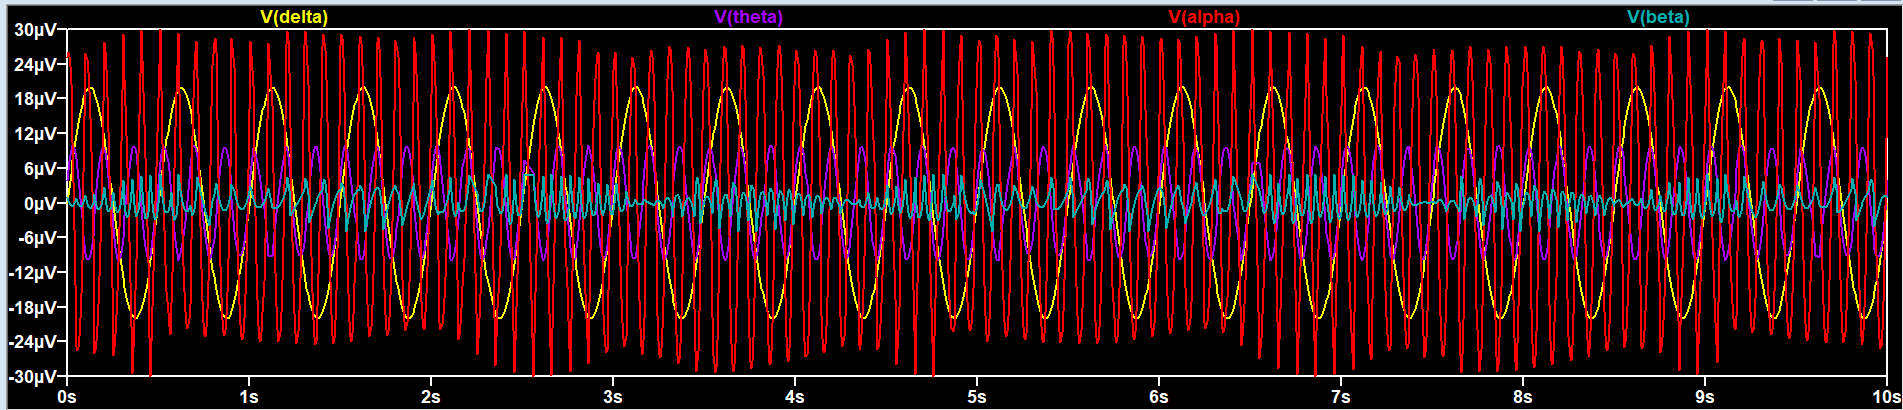 V(delta) V(theta) V(alpha) V(beta)
30µV
24µV
18µV
12µV
6µV
0µV
-6µV
-12µV
-18µV
-24µV
-30µV
0s 1s 2s 3s 4s 5s 6s 7s 8s 9s 10s